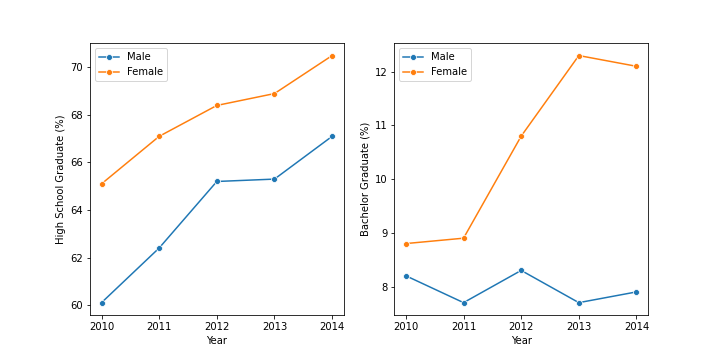 Male
Female
70
68
66
64
62
60
High School Graduate (%)
2010 2011 2012 2013 2014
Year
Male
Female
12
11
10
9
8
Bachelor Graduate (%)
2010 2011 2012 2013 2014
Year